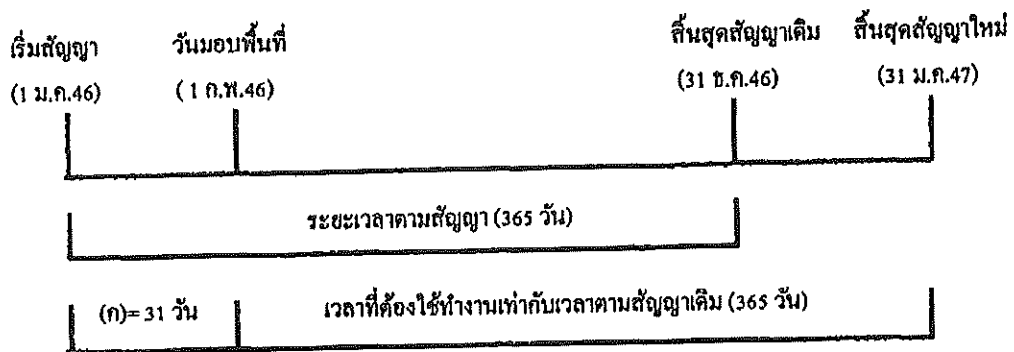 เริ่มสัญญา วันมอบพื้นที่ สิ้นสุดสัญญาเดิม สิ้นสุดสัญญาใหม่
(1 ม.ค.46) ( 1 ก.พ.46) (31 ธ.ค.46) (31 ม.ค.47)
ระยะเวลาตามสัญญา (365 วัน)
(ก)= 31 วัน เวลาที่ต้องใช้ทำงานเท่ากับเวลาตามสัญญาเดิม (365 วัน)